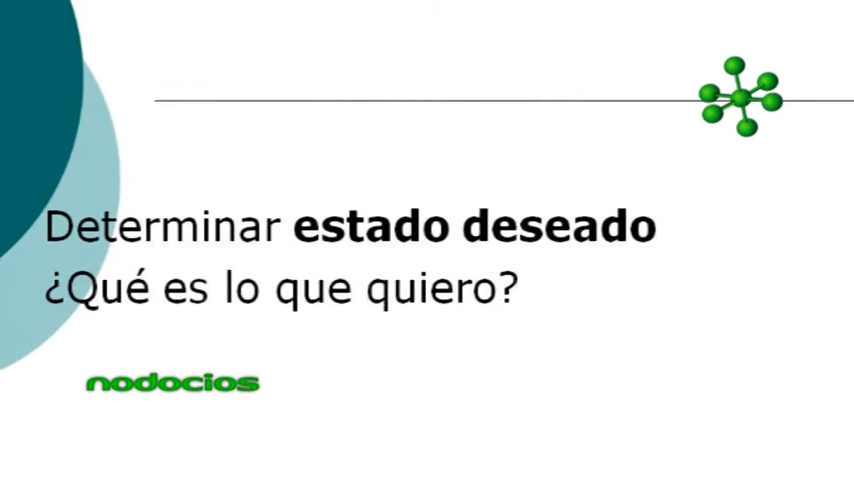 Determinar estado deseado
¿Qué es lo que quiero?
nodocios